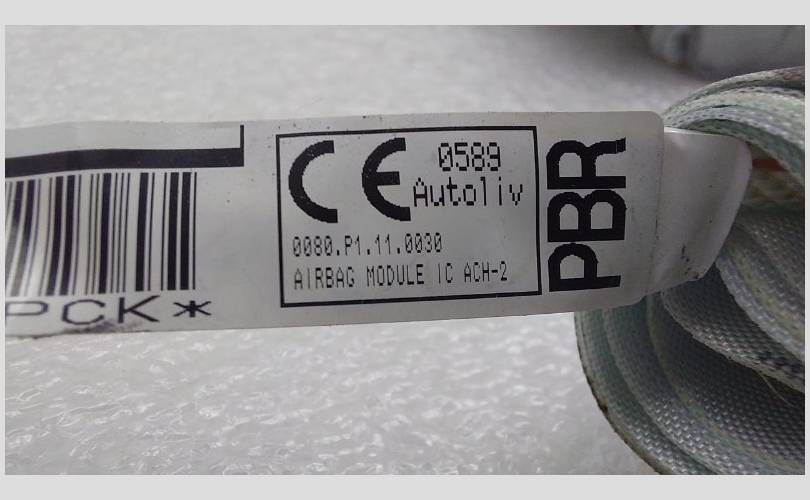 CE 0589
Autoliv
0080.P1.11.0030
AIRBAG MODULE IC ACH-2
PBR
PCK*